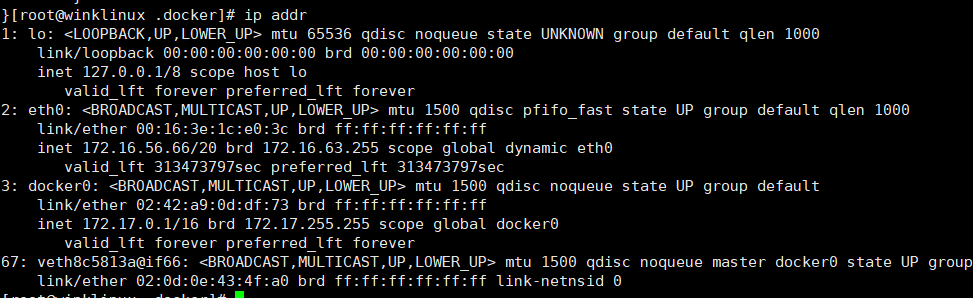 }[root@winklinux .docker]# ip addr
1: lo: <LOOPBACK,UP,LOWER_UP> mtu 65536 qdisc noqueue state UNKNOWN group default qlen 1000
    link/loopback 00:00:00:00:00:00 brd 00:00:00:00:00:00
    inet 127.0.0.1/8 scope host lo
       valid_lft forever preferred_lft forever
2: eth0: <BROADCAST,MULTICAST,UP,LOWER_UP> mtu 1500 qdisc pfifo_fast state UP group default qlen 1000
    link/ether 00:16:3e:1c:e0:3c brd ff:ff:ff:ff:ff:ff
    inet 172.16.56.66/20 brd 172.16.63.255 scope global dynamic eth0
       valid_lft 313473797sec preferred_lft 313473797sec
3: docker0: <BROADCAST,MULTICAST,UP,LOWER_UP> mtu 1500 qdisc noqueue state UP group default
    link/ether 02:42:a9:0d:df:73 brd ff:ff:ff:ff:ff:ff
    inet 172.17.0.1/16 brd 172.17.255.255 scope global docker0
       valid_lft forever preferred_lft forever
67: veth8c5813a@if66: <BROADCAST,MULTICAST,UP,LOWER_UP> mtu 1500 qdisc noqueue master docker0 state UP group
    link/ether 02:0d:0e:43:4f:a0 brd ff:ff:ff:ff:ff:ff link-netnsid 0
[root@winklinux .docker]#